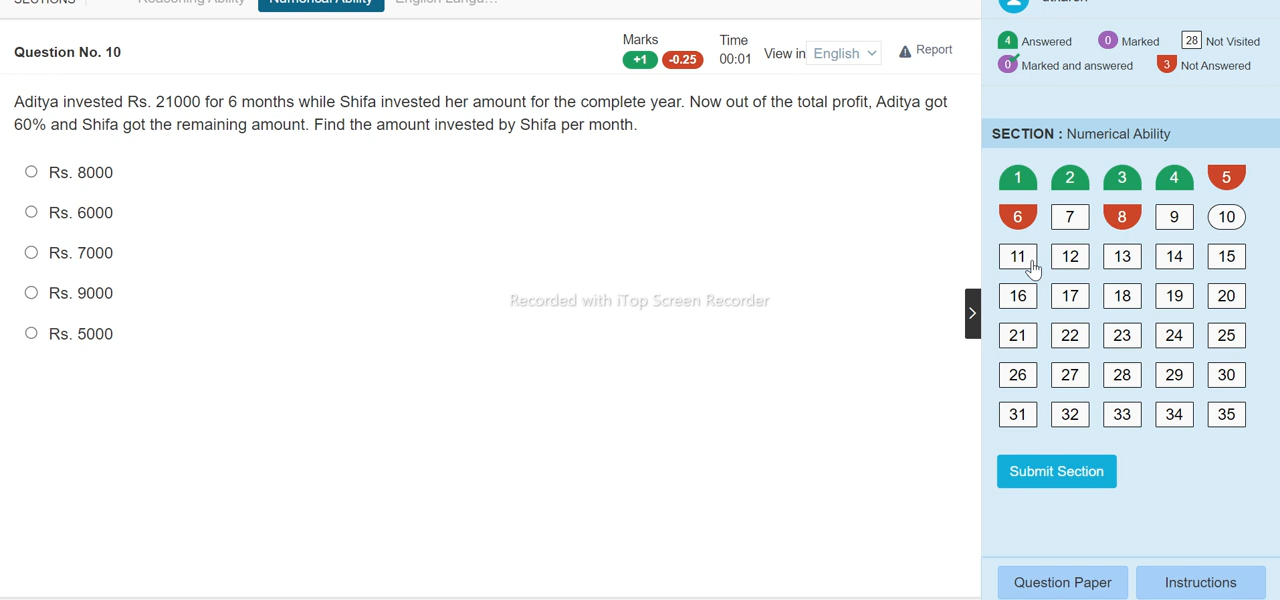 SECTIONS
Reasoning Ability
Numerical Ability
English Langu...
Question No. 10
Marks
+1
-0.25
Time
00:01
View in English
Report
Aditya invested Rs. 21000 for 6 months while Shifa invested her amount for the complete year. Now out of the total profit, Aditya got
60% and Shifa got the remaining amount. Find the amount invested by Shifa per month.
Rs. 8000
Rs. 6000
Rs. 7000
Rs. 9000
Rs. 5000
Recorded with iTop Screen Recorder
4 Answered
0 Marked
28 Not Visited
0 Marked and answered
3 Not Answered
SECTION : Numerical Ability
1 2 3 4 5
6 7 8 9 10
11 12 13 14 15
16 17 18 19 20
21 22 23 24 25
26 27 28 29 30
31 32 33 34 35
Submit Section
Question Paper
Instructions